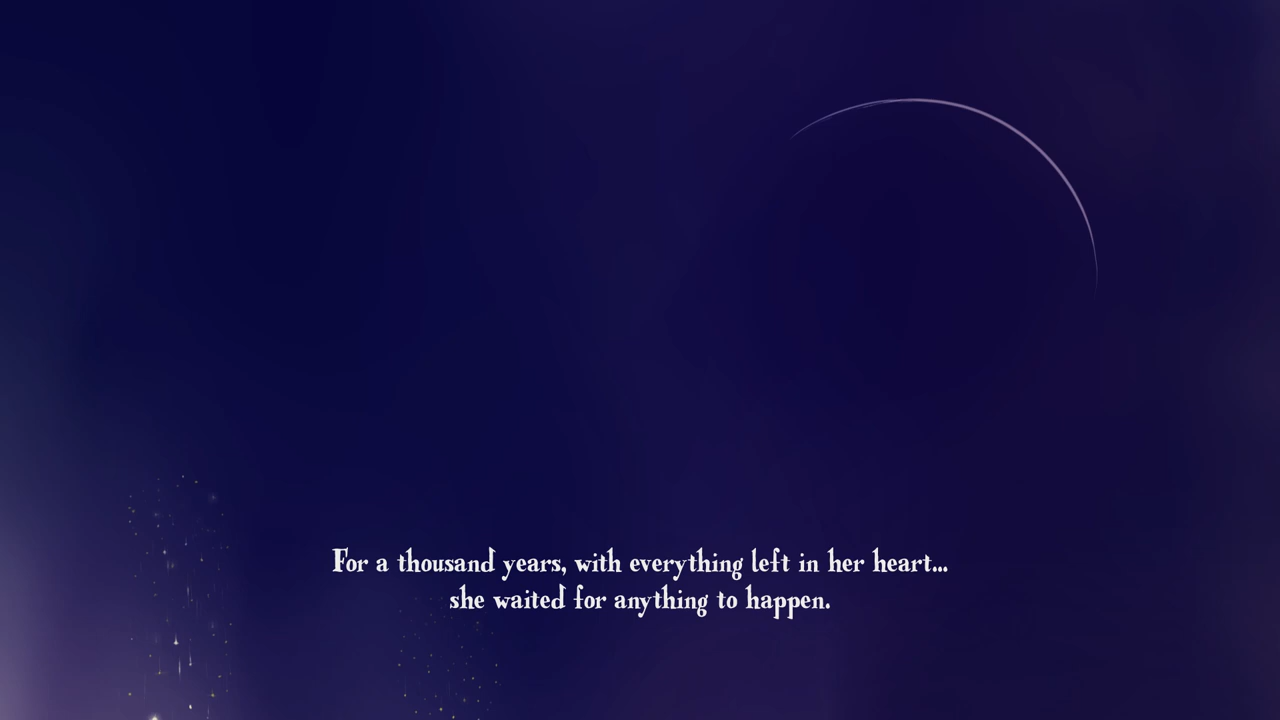 For a thousand years, with everything left in her heart...
she waited for anything to happen.